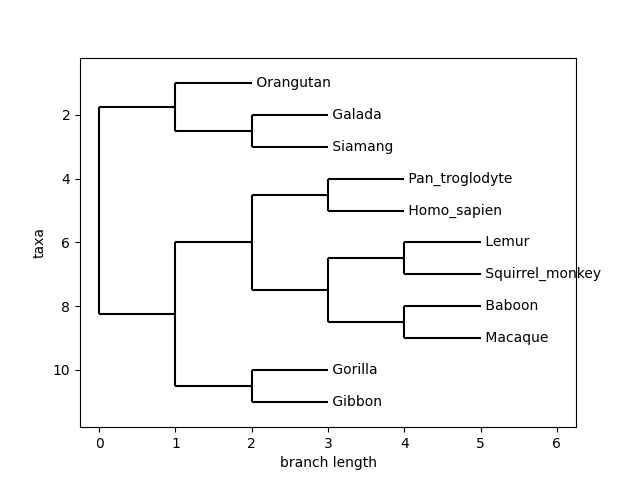 Orangutan
2
Galada
Siamang
4
Pan_troglodyte
Homo_sapien
taxa
6
Lemur
Squirrel_monkey
8
Baboon
Macaque
10
Gorilla
Gibbon
0 1 2 3 4 5 6
branch length